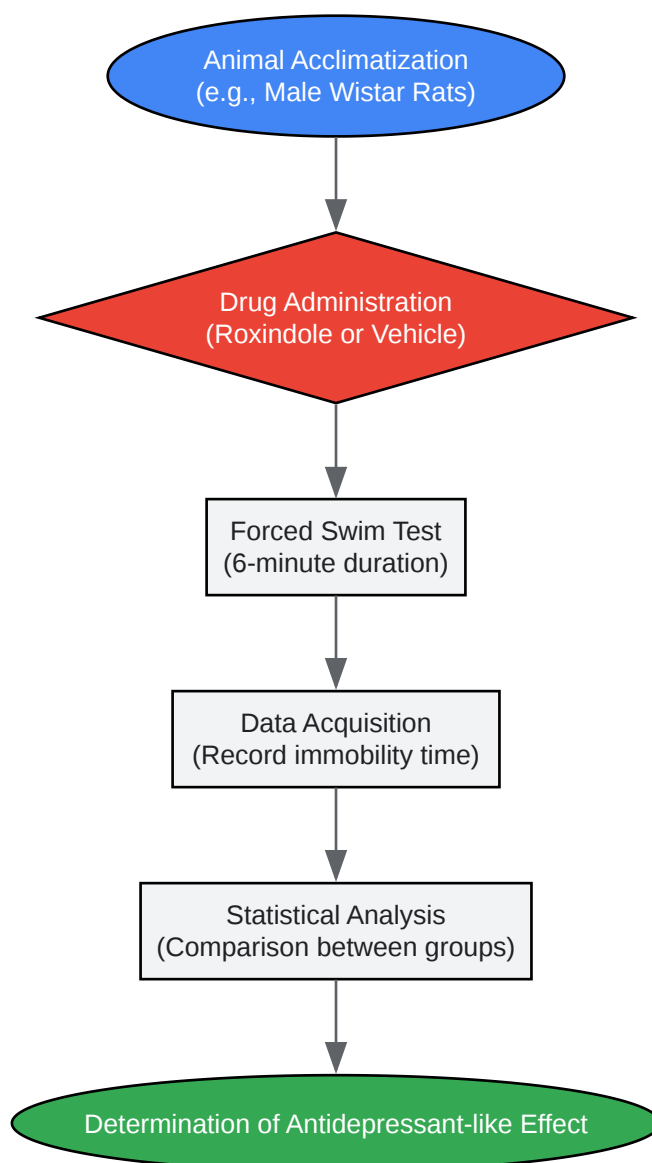 Animal Acclimatization
(e.g., Male Wistar Rats)
Drug Administration
(Roxindole or Vehicle)
Forced Swim Test
(6-minute duration)
Data Acquisition
(Record immobility time)
Statistical Analysis
(Comparison between groups)
Determination of Antidepressant-like Effect